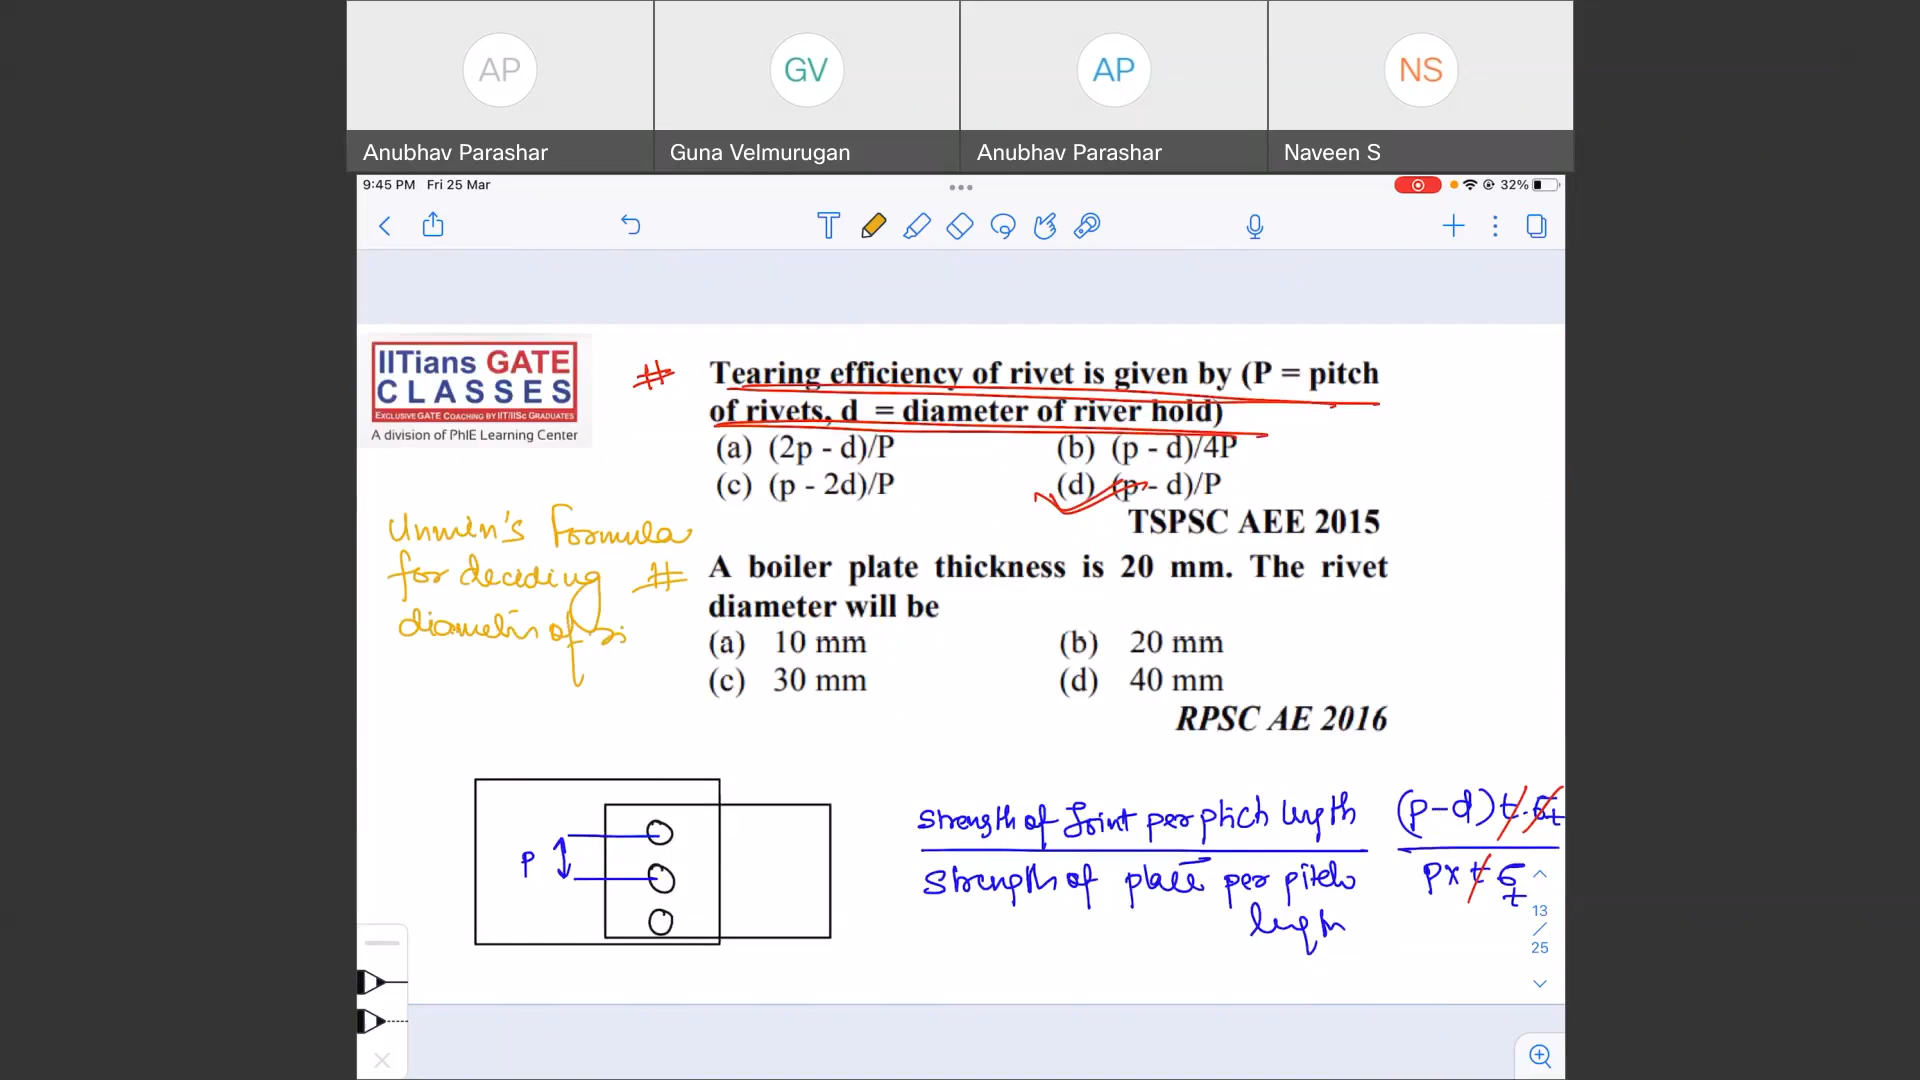 AP
GV
AP
NS
Anubhav Parashar
Guna Velmurugan
Anubhav Parashar
Naveen S
9:45 PM Fri 25 Mar
32%
IITians GATE
CLASSES
EXCLUSIVE GATE COACHING BY IIT/IISc GRADUATES
A division of PhIE Learning Center
# Tearing efficiency of rivet is given by (P = pitch
of rivets, d = diameter of river hold)
(a) (2p - d)/P (b) (p - d)/4P
(c) (p - 2d)/P (d) (p - d)/P
TSPSC AEE 2015
Unwin's Formula
for deciding
diameter of
# A boiler plate thickness is 20 mm. The rivet
diameter will be
(a) 10 mm (b) 20 mm
(c) 30 mm (d) 40 mm
RPSC AE 2016
P
Strength of Joint per pitch length
Strength of plate per pitch
length
(p-d) t. σt
p x t σt
13
/
25